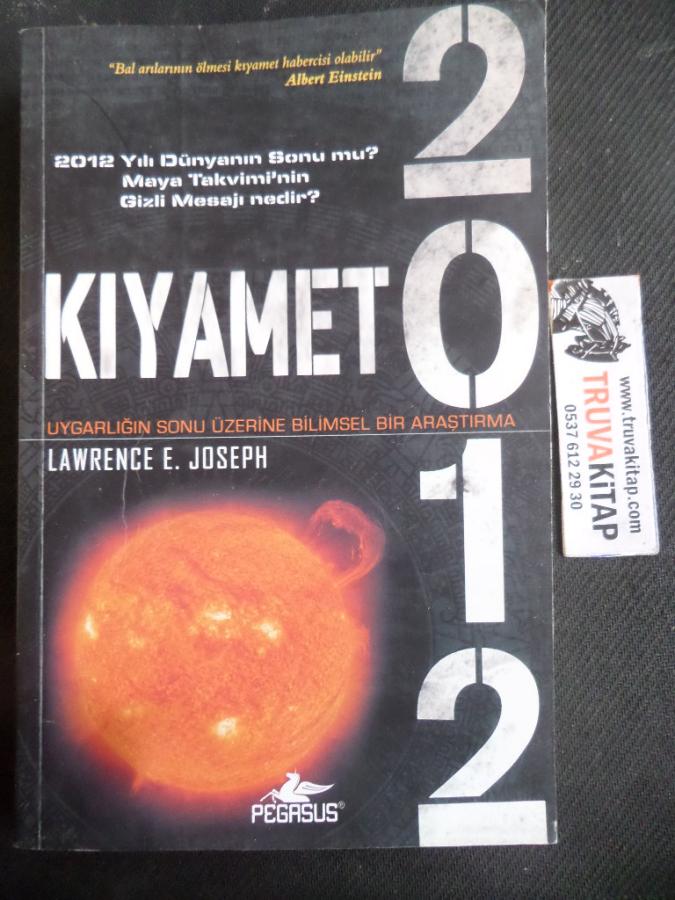 "Bal arılarının ölmesi kıyamet habercisi olabilir"
Albert Einstein
2012 Yılı Dünyanın Sonu mu?
Maya Takvimi'nin
Gizli Mesajı nedir?
KIYAMET
2012
UYGARLIĞIN SONU ÜZERİNE BİLİMSEL BİR ARAŞTIRMA
LAWRENCE E. JOSEPH
PEGASUS®
www.truvakitap.com
TRUVAKİTAP
0537 612 29 30